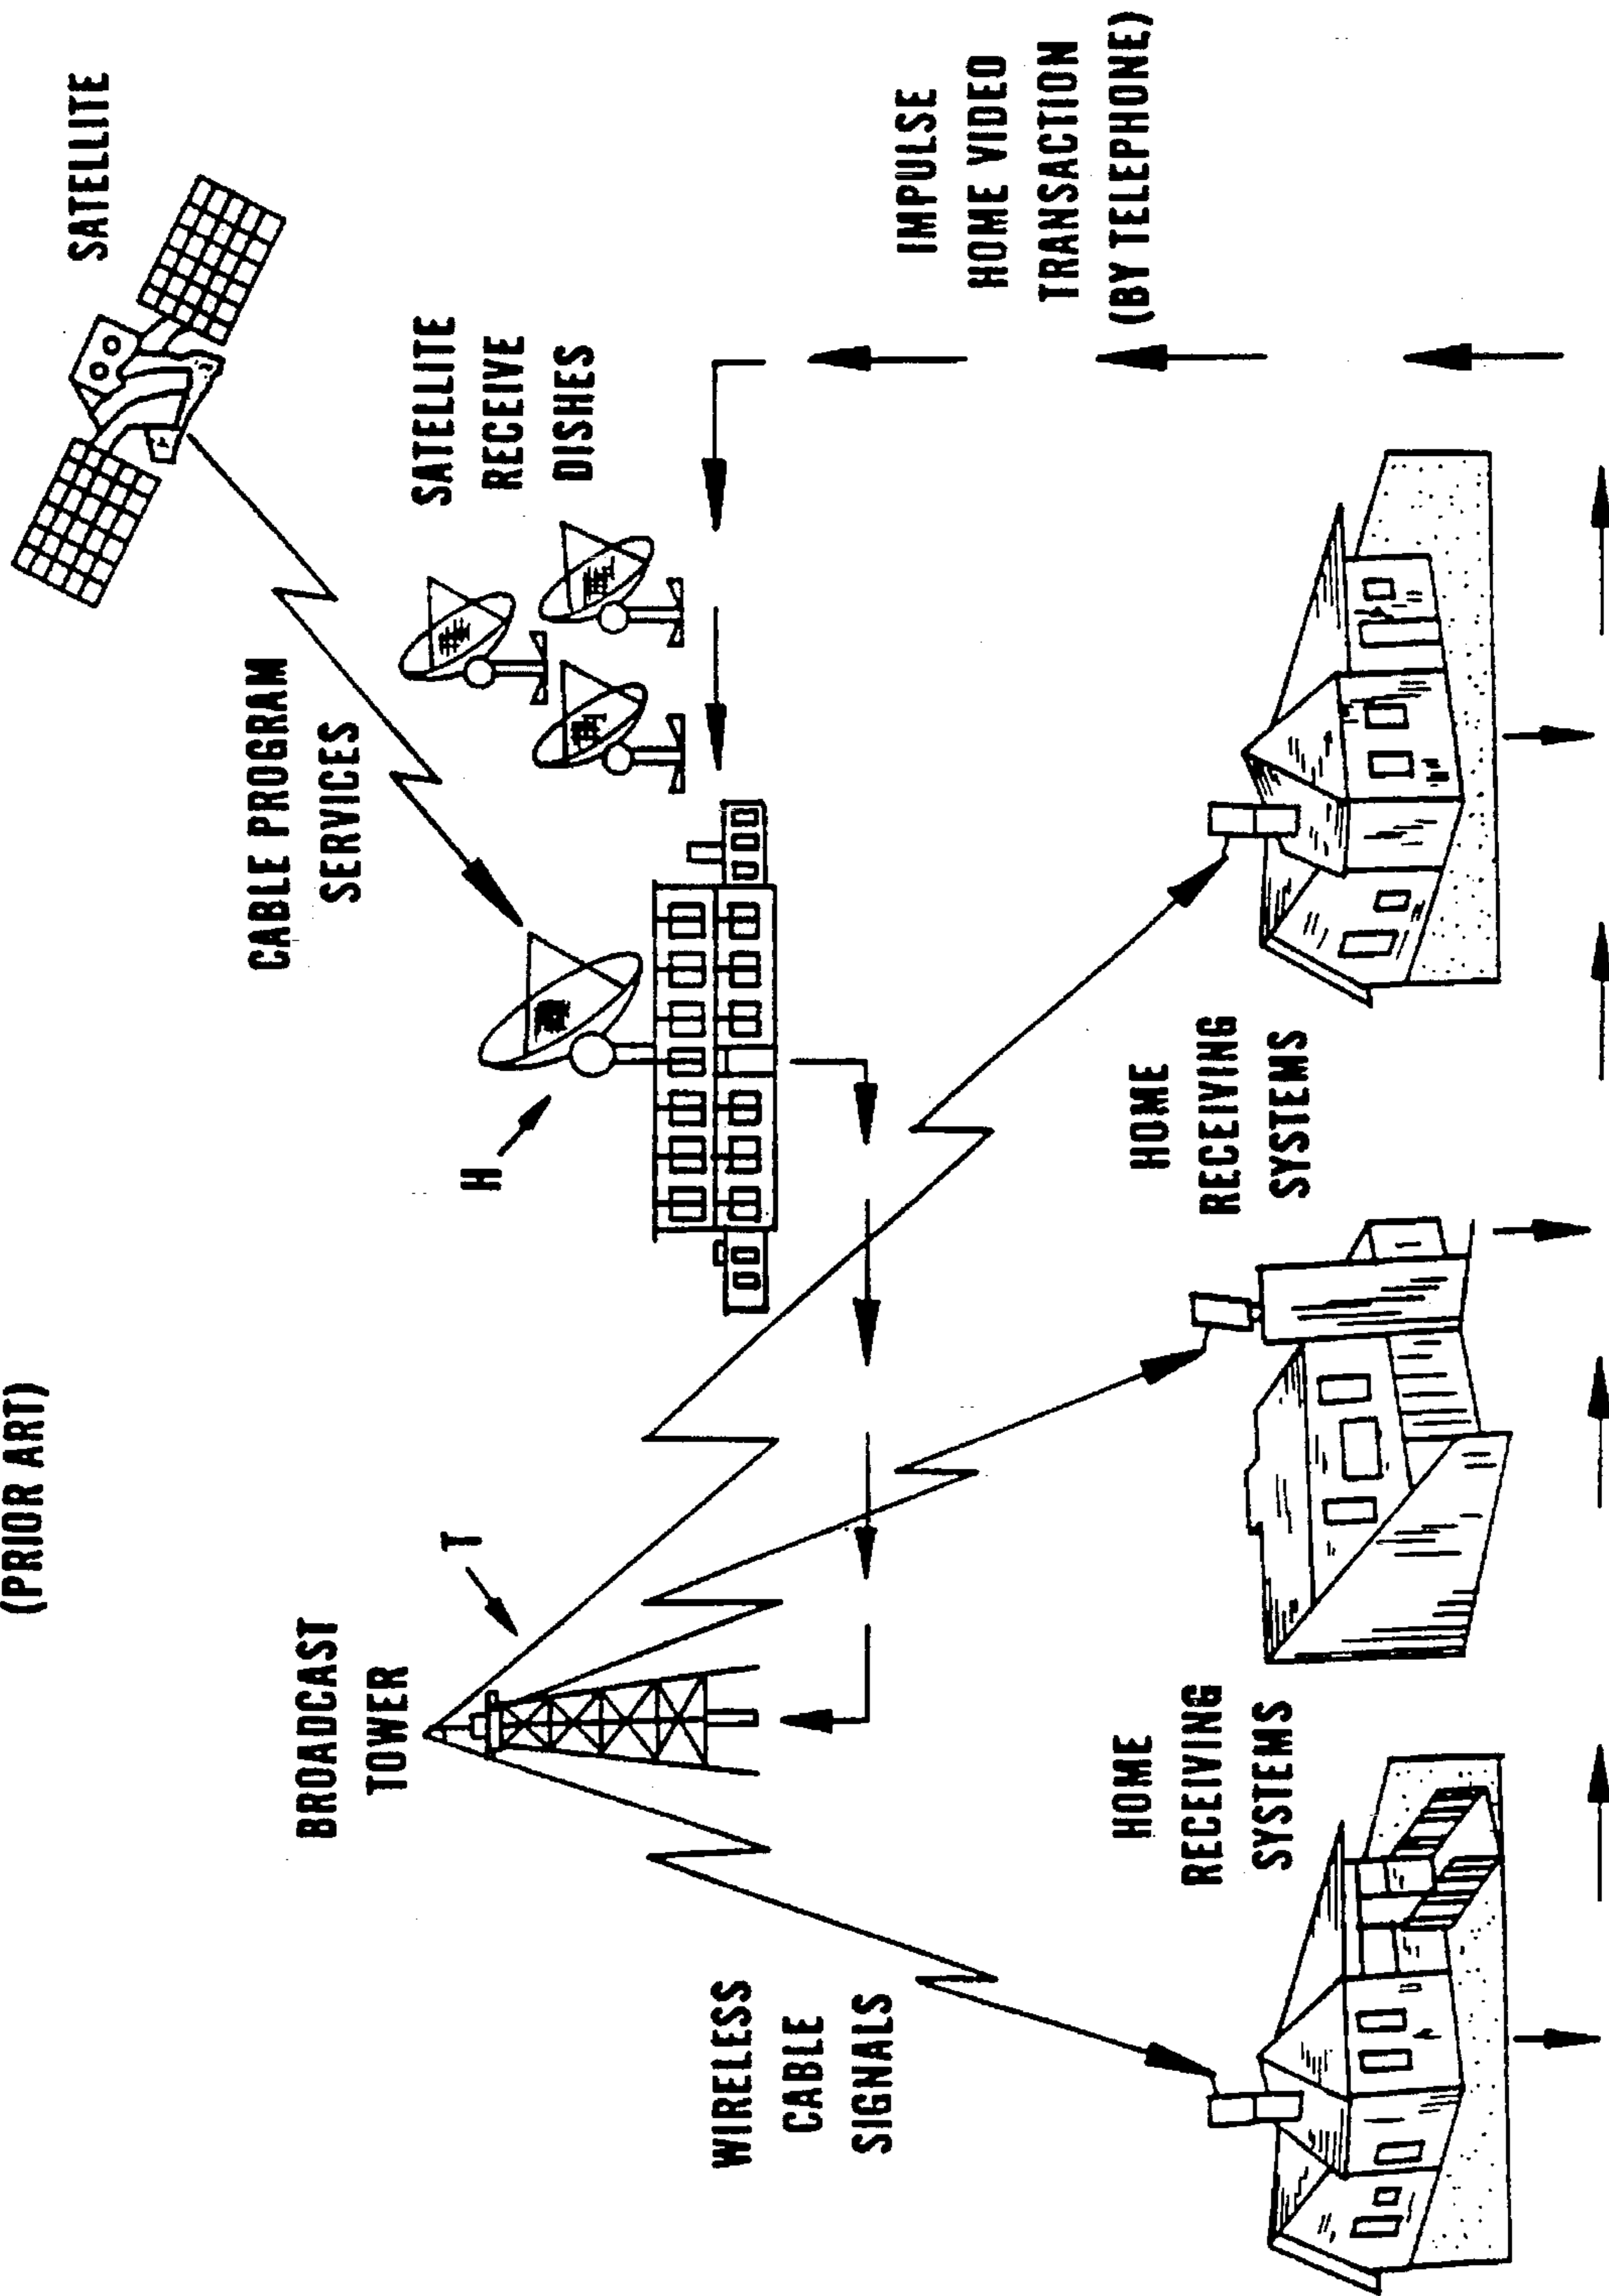 (PRIOR ART)
BROADCAST
TOWER
T
H
CABLE PROGRAM
SERVICES
SATELLITE
SATELLITE
RECEIVE
DISHES
WIRELESS
CABLE
SIGNALS
IMPULSE
HOME VIDEO
TRANSACTION
(BY TELEPHONE)
HOME
RECEIVING
SYSTEMS
HOME
RECEIVING
SYSTEMS